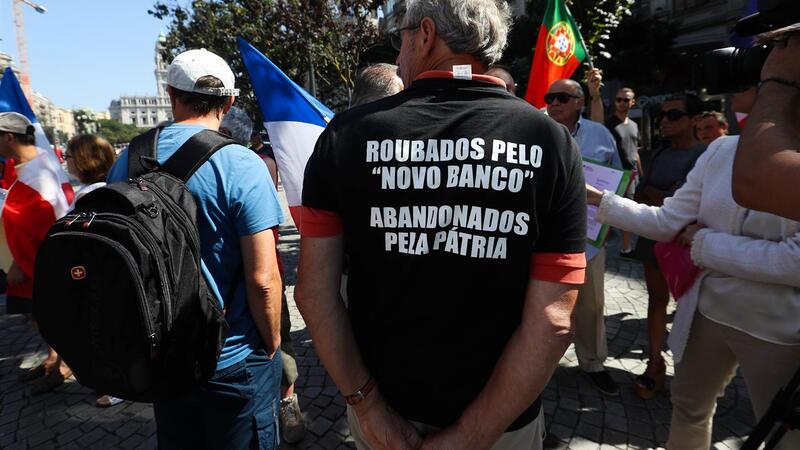 ROUBADOS PELO
"NOVO BANCO"
ABANDONADOS
PELA PÁTRIA